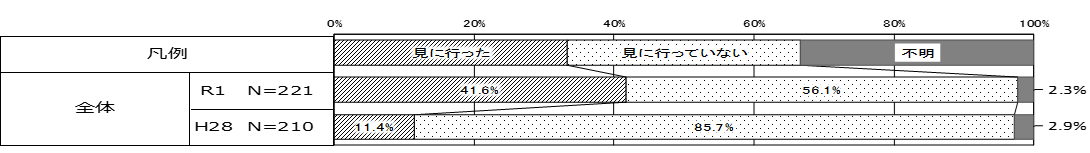 0% 20% 40% 60% 80% 100%
凡例 見に行った 見に行っていない 不明
全体
R1 N=221 41.6% 56.1% 2.3%
H28 N=210 11.4% 85.7% 2.9%